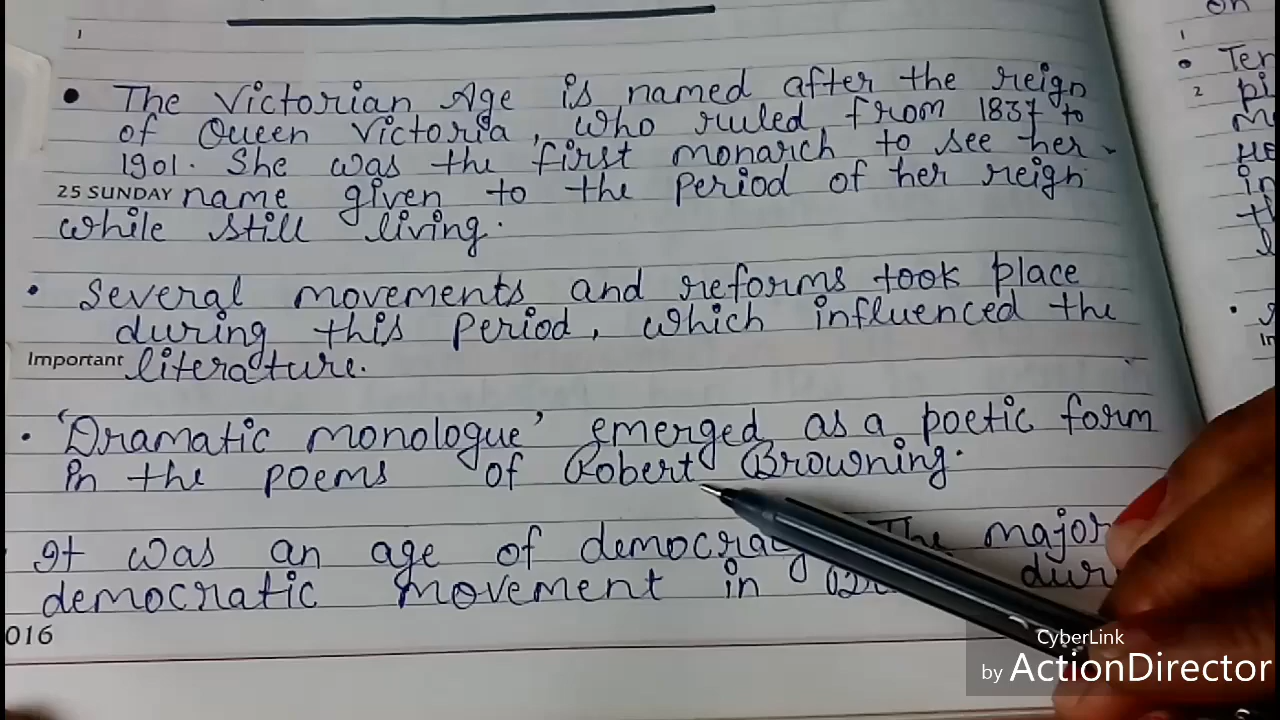 • The Victorian Age is named after the reign
of Queen Victoria, who ruled from 1837 to
1901. She was the first monarch to see her
25 SUNDAY name given to the period of her reign
while still living.
• Several movements and reforms took place
during this period, which influenced the
Important literature.
• 'Dramatic monologue' emerged as a poetic form
in the poems of Robert Browning.
It was an age of democracy The major
democratic movement in
016
on
1
2
CyberLink
by ActionDirector